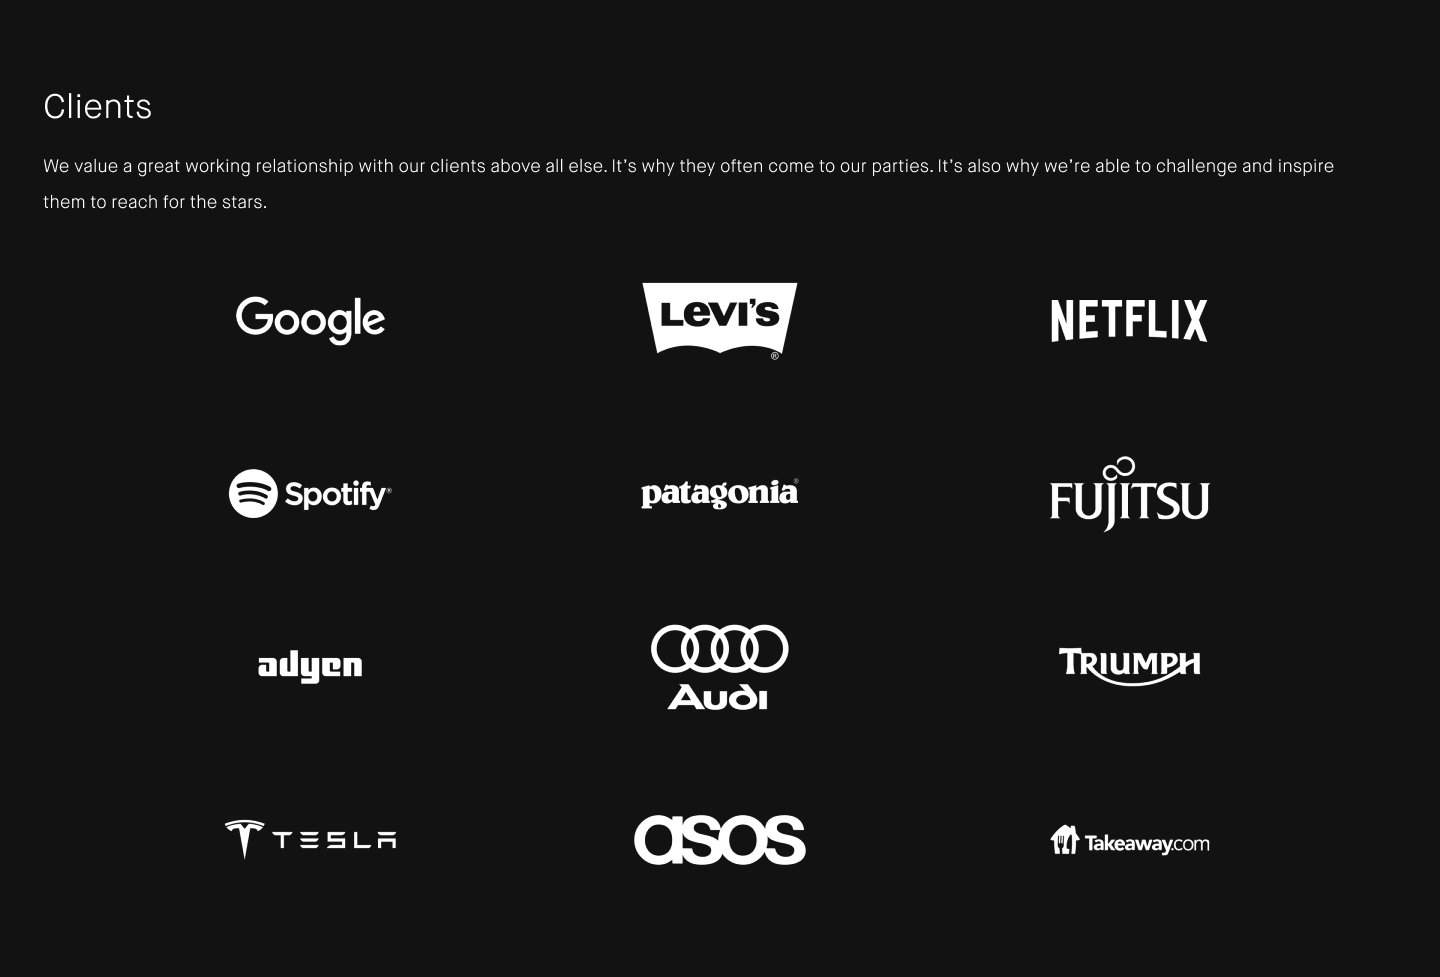 Clients
We value a great working relationship with our clients above all else. It’s why they often come to our parties. It’s also why we’re able to challenge and inspire
them to reach for the stars.
Google
Levi's
®
NETFLIX
Spotify®
patagonia®
FUJITSU
adyen
Audi
TRIUMPH
TESLA
asos
Takeaway.com